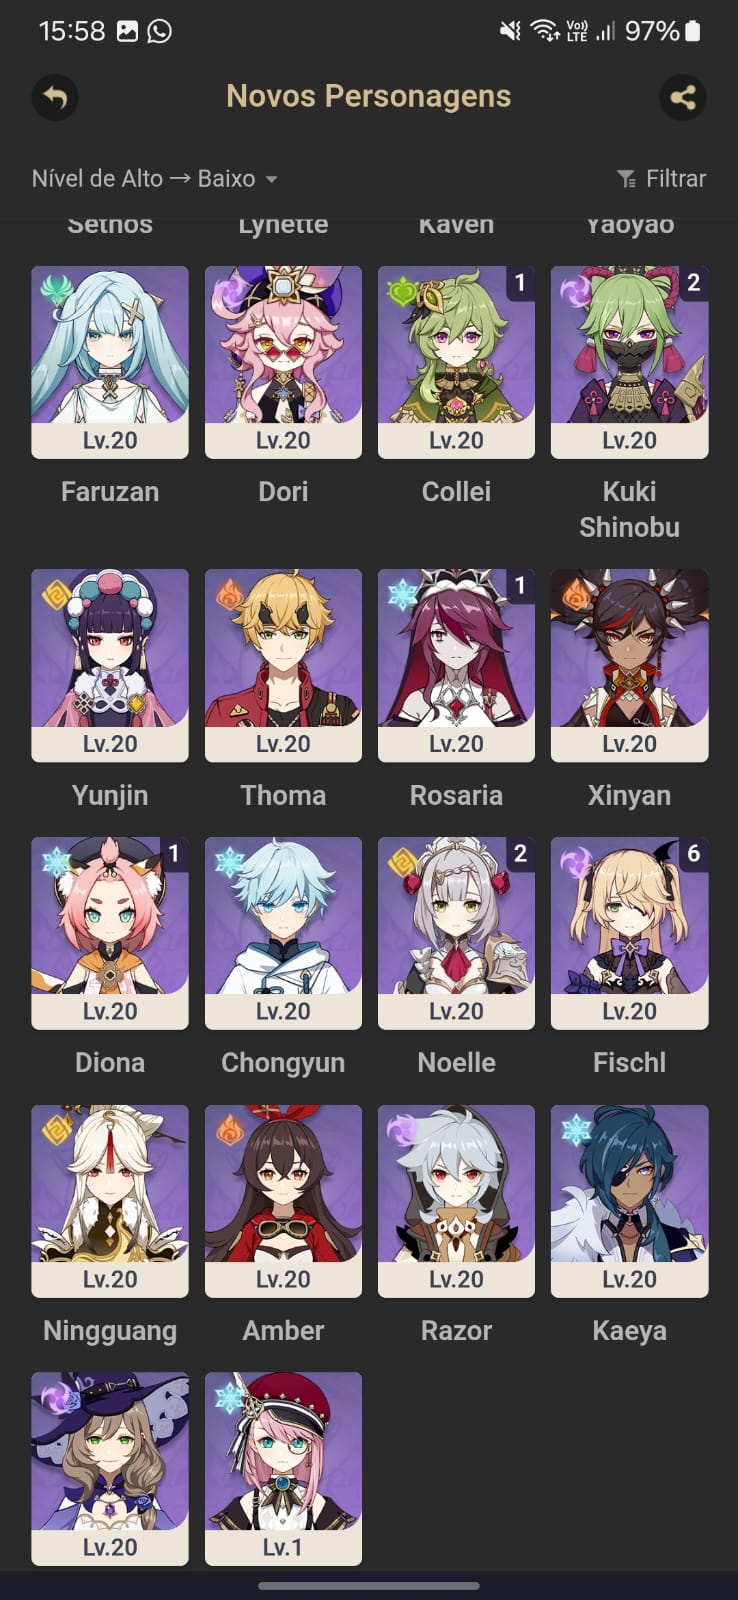 15:58 Vo)) LTE 97%
Novos Personagens
Nível de Alto → Baixo Filtrar
Sethos Lynette Kaveh Yaoyao
1 2
Lv.20 Lv.20 Lv.20 Lv.20
Faruzan Dori Collei Kuki Shinobu
1
Lv.20 Lv.20 Lv.20 Lv.20
Yunjin Thoma Rosaria Xinyan
1 2 6
Lv.20 Lv.20 Lv.20 Lv.20
Diona Chongyun Noelle Fischl
Lv.20 Lv.20 Lv.20 Lv.20
Ningguang Amber Razor Kaeya
Lv.20 Lv.1